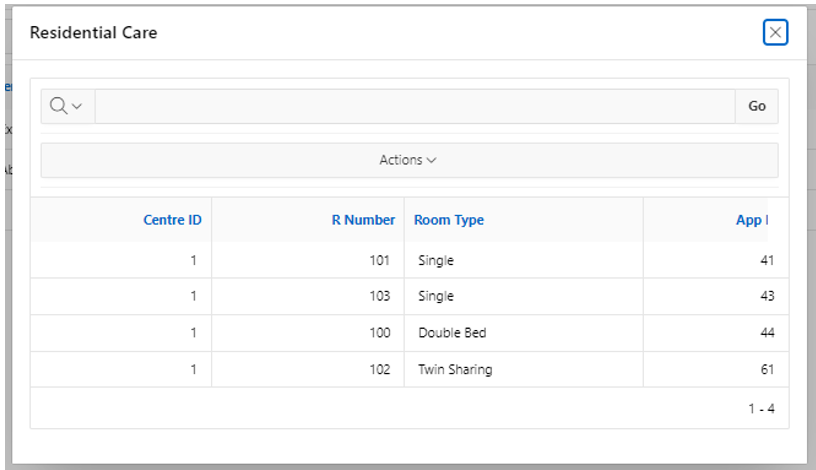 Residential Care
Go
Actions
Centre ID R Number Room Type App
1 101 Single 41
1 103 Single 43
1 100 Double Bed 44
1 102 Twin Sharing 61
1 - 4